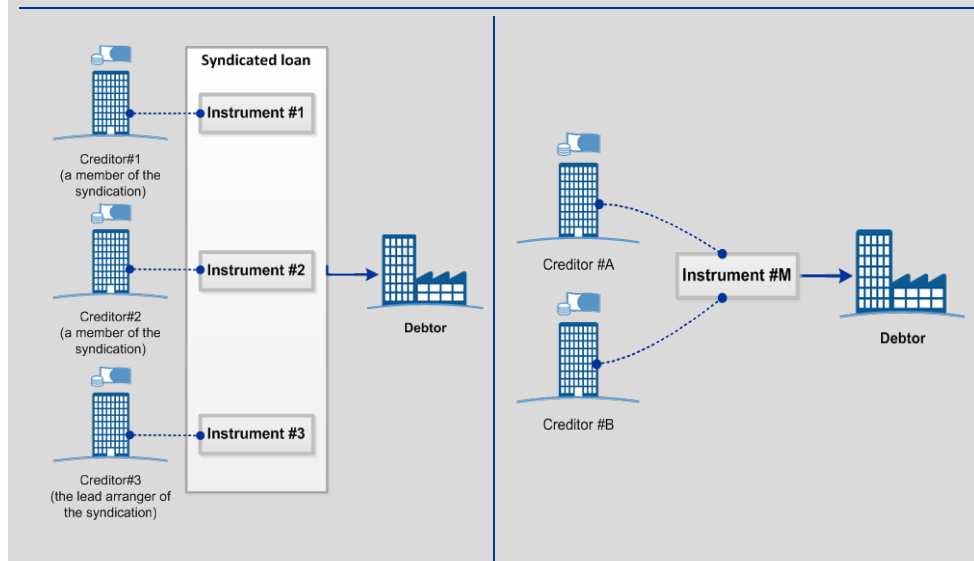 Syndicated loan
Instrument #1
Creditor#1
(a member of the
syndication)
Instrument #2
Creditor#2
(a member of the
syndication)
Instrument #3
Creditor#3
(the lead arranger of
the syndication)
Debtor
Creditor #A
Instrument #M
Creditor #B
Debtor